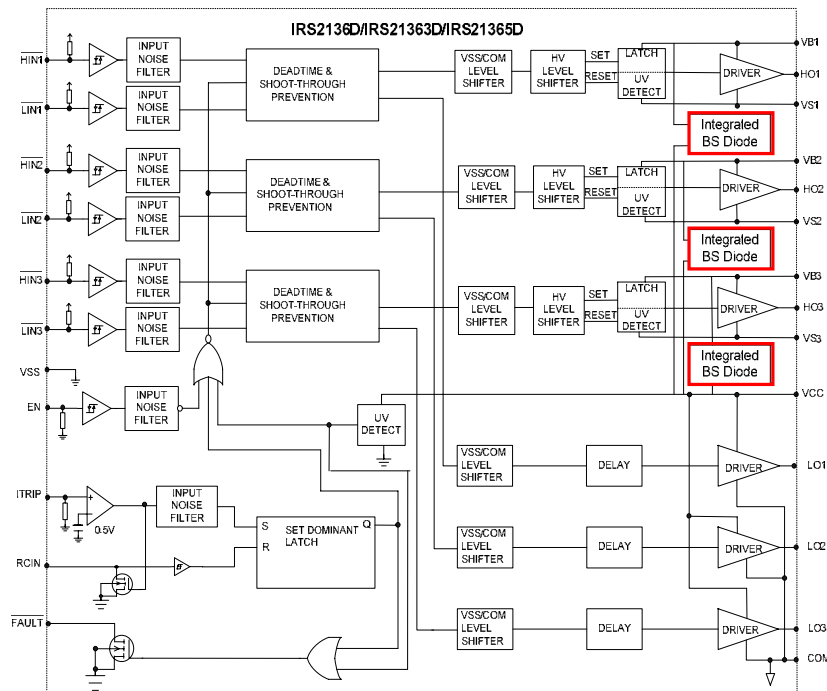 IRS2136D/IRS21363D/IRS21365D
HIN1
INPUT
NOISE
FILTER
DEADTIME &
SHOOT-THROUGH
PREVENTION
VSS/COM
LEVEL
SHIFTER
HV
LEVEL
SHIFTER
SET
RESET
LATCH
UV
DETECT
DRIVER
VB1
HO1
VS1
LIN1
INPUT
NOISE
FILTER
Integrated
BS Diode
HIN2
INPUT
NOISE
FILTER
DEADTIME &
SHOOT-THROUGH
PREVENTION
VSS/COM
LEVEL
SHIFTER
HV
LEVEL
SHIFTER
SET
RESET
LATCH
UV
DETECT
DRIVER
VB2
HO2
VS2
LIN2
INPUT
NOISE
FILTER
Integrated
BS Diode
HIN3
INPUT
NOISE
FILTER
DEADTIME &
SHOOT-THROUGH
PREVENTION
VSS/COM
LEVEL
SHIFTER
HV
LEVEL
SHIFTER
SET
RESET
LATCH
UV
DETECT
DRIVER
VB3
HO3
VS3
LIN3
INPUT
NOISE
FILTER
Integrated
BS Diode
VSS
VCC
EN
INPUT
NOISE
FILTER
UV
DETECT
VSS/COM
LEVEL
SHIFTER
DELAY
DRIVER
LO1
ITRIP
+
-
0.5V
INPUT
NOISE
FILTER
S
R
Q
SET DOMINANT
LATCH
VSS/COM
LEVEL
SHIFTER
DELAY
DRIVER
LO2
RCIN
FAULT
VSS/COM
LEVEL
SHIFTER
DELAY
DRIVER
LO3
COM